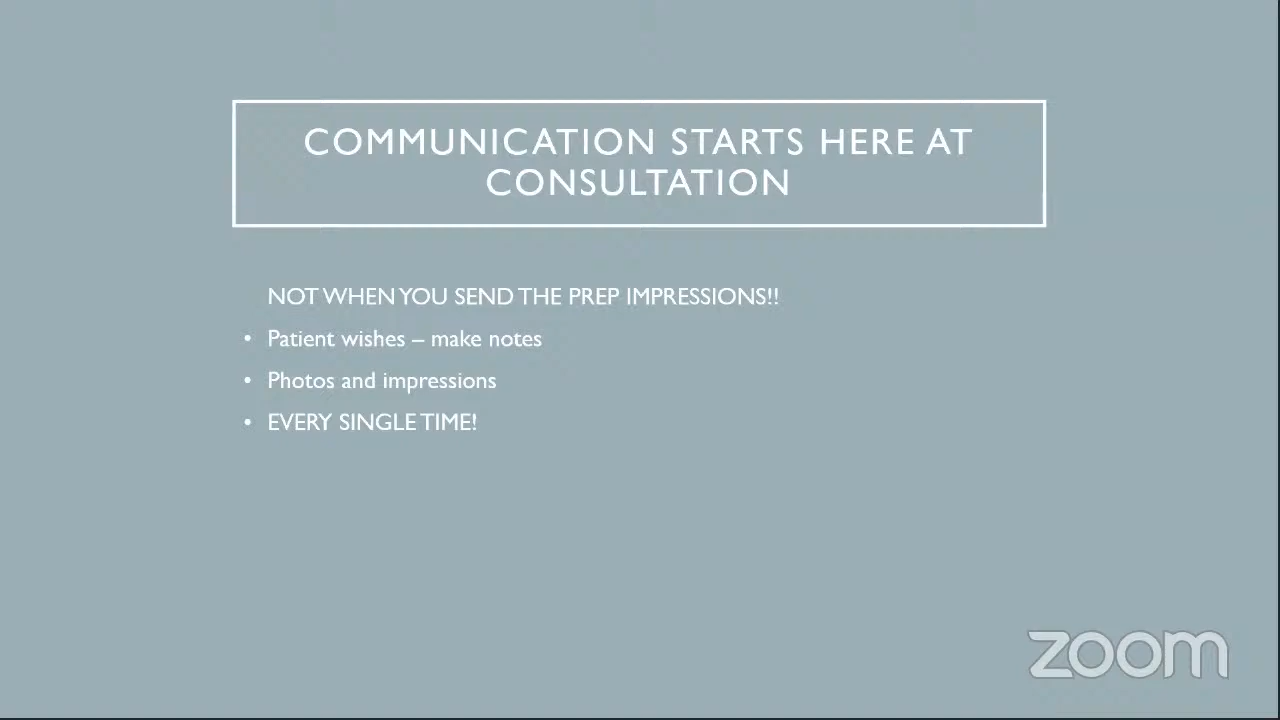 COMMUNICATION STARTS HERE AT
CONSULTATION
NOT WHEN YOU SEND THE PREP IMPRESSIONS!!
• Patient wishes – make notes
• Photos and impressions
• EVERY SINGLE TIME!
zoom